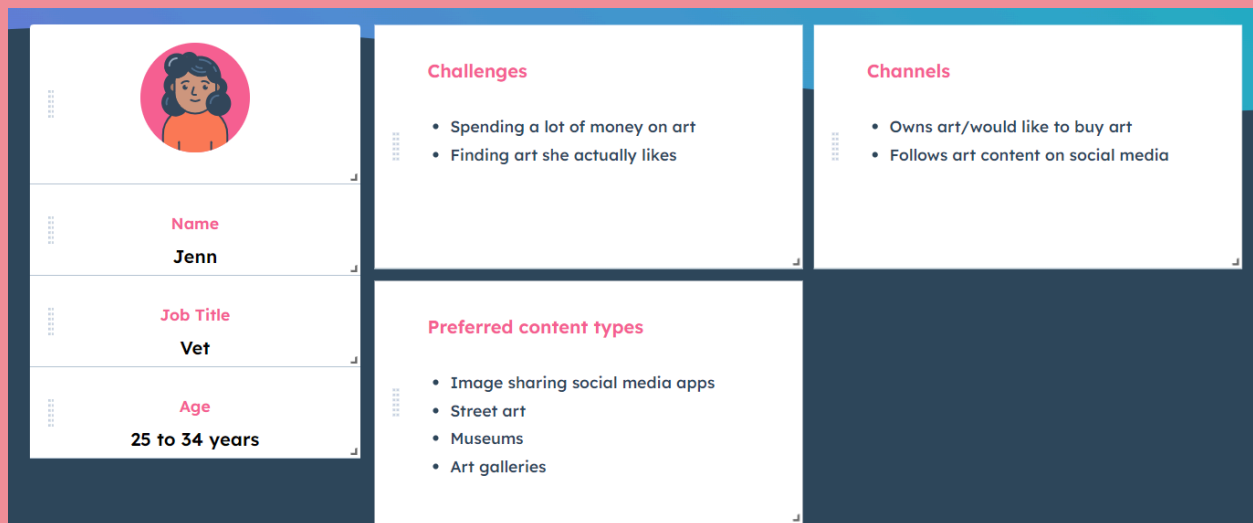 Name
Jenn
Job Title
Vet
Age
25 to 34 years
Challenges
• Spending a lot of money on art
• Finding art she actually likes
Channels
• Owns art/would like to buy art
• Follows art content on social media
Preferred content types
• Image sharing social media apps
• Street art
• Museums
• Art galleries